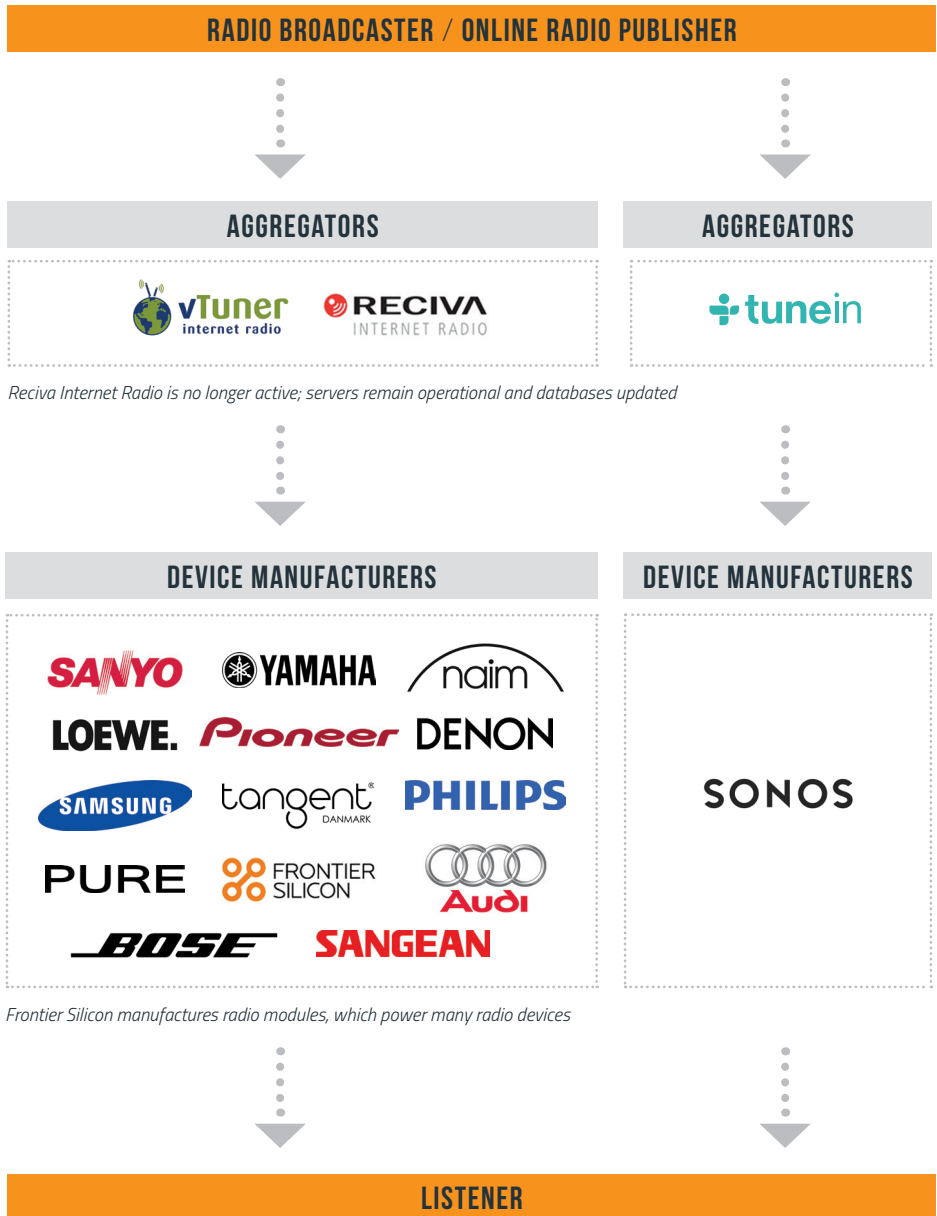 RADIO BROADCASTER / ONLINE RADIO PUBLISHER
AGGREGATORS
vTuner
internet radio
RECIVA
INTERNET RADIO
AGGREGATORS
tunein
Reciva Internet Radio is no longer active; servers remain operational and databases updated
DEVICE MANUFACTURERS
SANYO YAMAHA naim
LOEWE. Pioneer DENON
SAMSUNG tangent® PHILIPS
DANMARK
PURE FRONTIER
SILICON
Audi
BOSE SANGEAN
DEVICE MANUFACTURERS
SONOS
Frontier Silicon manufactures radio modules, which power many radio devices
LISTENER